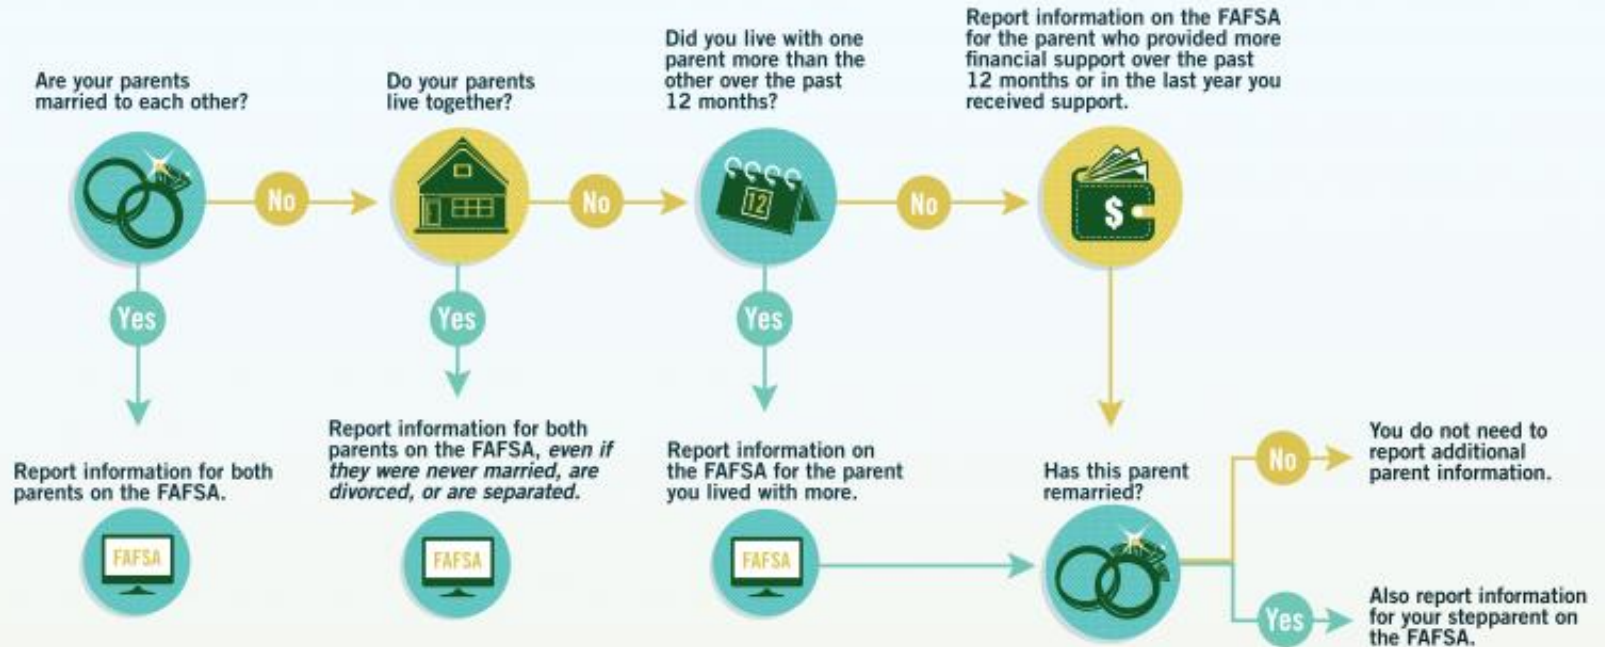 Are your parents
married to each other?
No
Yes
Report information for both
parents on the FAFSA.
FAFSA
Do your parents
live together?
No
Yes
Report information for both
parents on the FAFSA, even if
they were never married, are
divorced, or are separated.
FAFSA
Did you live with one
parent more than the
other over the past
12 months?
12
No
Yes
Report information on
the FAFSA for the parent
you lived with more.
FAFSA
Report information on the FAFSA
for the parent who provided more
financial support over the past
12 months or in the last year you
received support.
$
Has this parent
remarried?
No
You do not need to
report additional
parent information.
Yes
Also report information
for your stepparent on
the FAFSA.